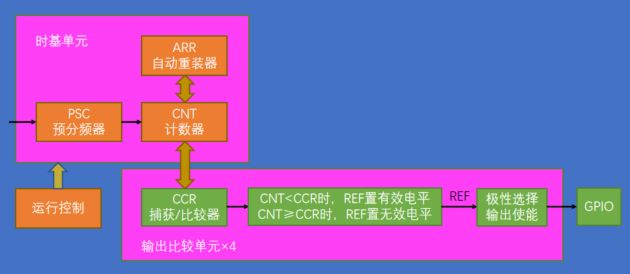 时基单元
ARR
自动重装器
PSC
预分频器
CNT
计数器
运行控制
CCR
捕获/比较器
CNT<CCR时，REF置有效电平
CNT≥CCR时，REF置无效电平
REF
极性选择
输出使能
GPIO
输出比较单元×4